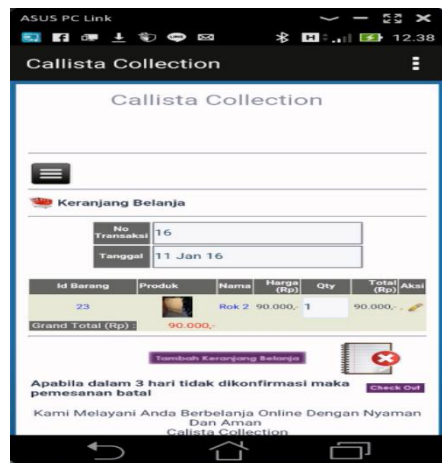 ASUS PC Link
12.38
Callista Collection
Callista Collection
Keranjang Belanja
No Transaksi 16
Tanggal 11 Jan 16
Id Barang Produk Nama Harga (Rp) Qty Total (Rp) Aksi
23 Rok 2 90.000,- 1 90.000,-
Grand Total (Rp) : 90.000,-
Tambah Keranjang Belanja
Apabila dalam 3 hari tidak dikonfirmasi maka
pemesanan batal
Check Out
Kami Melayani Anda Berbelanja Online Dengan Nyaman
Dan Aman
Calista Collection